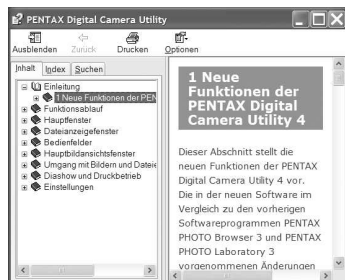 PENTAX Digital Camera Utility
Ausblenden Zurück Drucken Optionen
Inhalt Index Suchen
Einleitung
1 Neue Funktionen der PEN
Funktionsablauf
Hauptfenster
Dateianzeigefenster
Bedienfelder
Hauptbildansichtsfenster
Umgang mit Bildern und Dateie
Diashow und Druckbetrieb
Einstellungen
1 Neue
Funktionen der
PENTAX Digital
Camera Utility 4
Dieser Abschnitt stellt die
neuen Funktionen der PENTAX
Digital Camera Utility 4 vor.
Die in der neuen Software im
Vergleich zu den vorherigen
Softwareprogrammen PENTAX
PHOTO Browser 3 und PENTAX
PHOTO Laboratory 3
vorgenommenen Änderungen